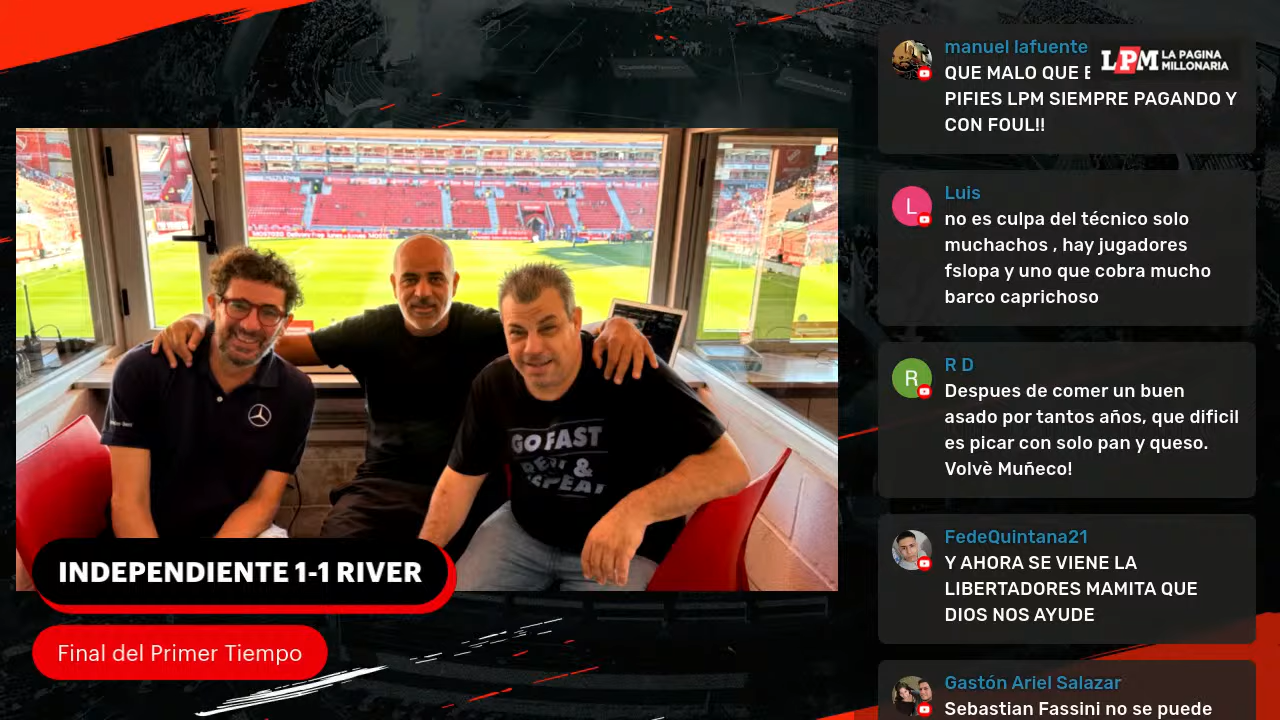 manuel lafuente
QUE MALO QUE
PIFIES LPM SIEMPRE PAGANDO Y
CON FOUL!!
LPM LA PAGINA
MILLONARIA
L
Luis
no es culpa del técnico solo
muchachos , hay jugadores
fslopa y uno que cobra mucho
barco caprichoso
R
R D
Despues de comer un buen
asado por tantos años, que dificil
es picar con solo pan y queso.
Volvè Muñeco!
FedeQuintana21
Y AHORA SE VIENE LA
LIBERTADORES MAMITA QUE
DIOS NOS AYUDE
Gastón Ariel Salazar
Sebastian Fassini no se puede
GO FAST
REST &
REPEAT
INDEPENDIENTE 1-1 RIVER
Final del Primer Tiempo